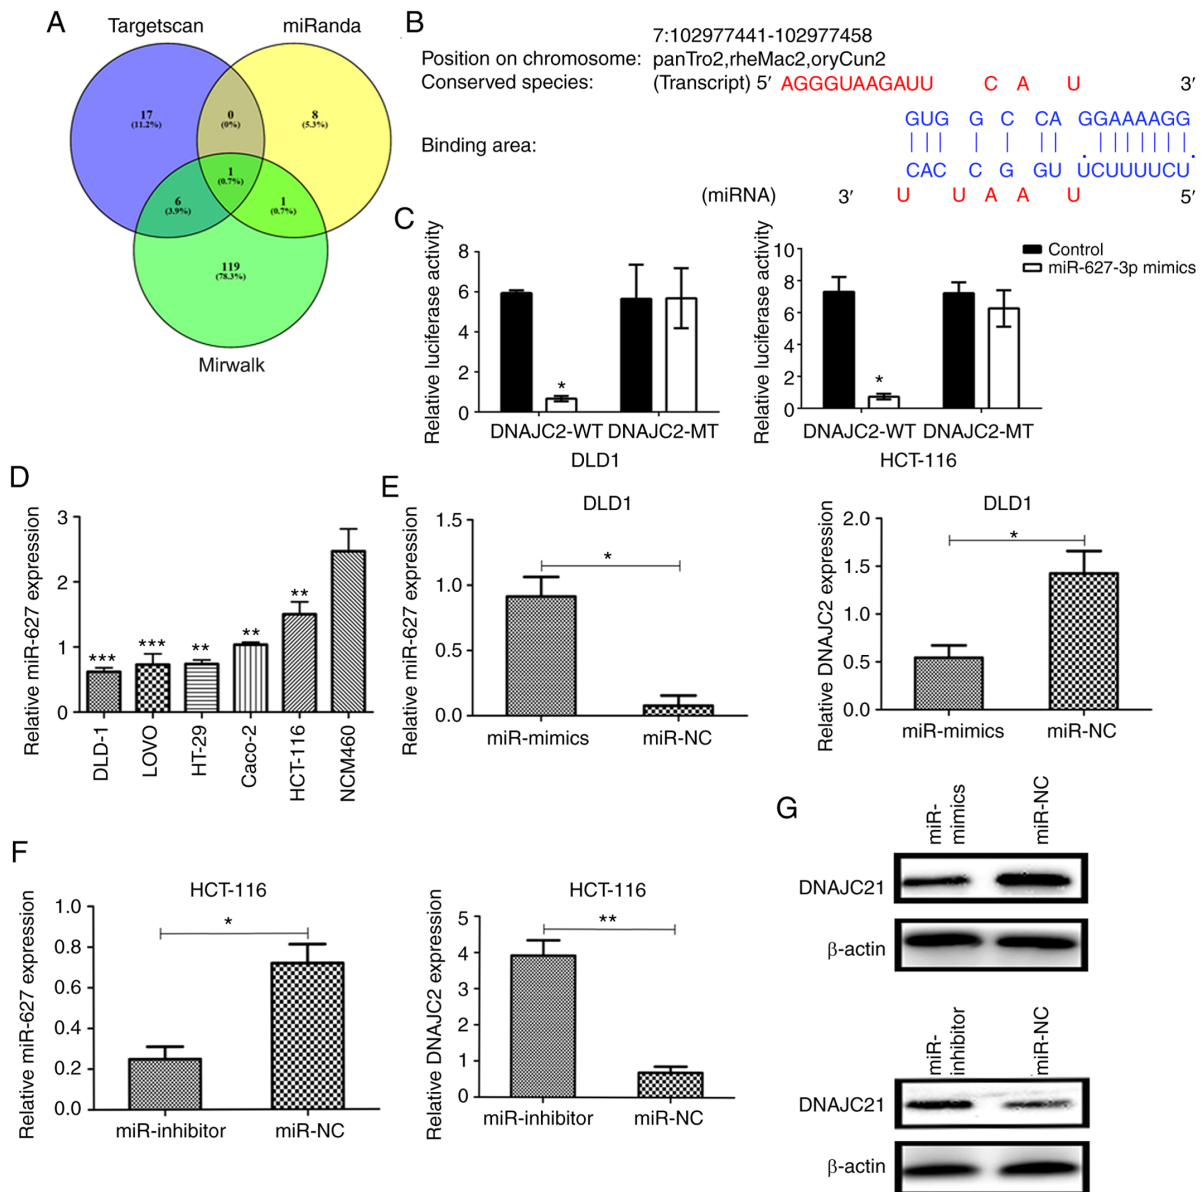 A
Targetscan
miRanda
17
(11.2%)
0
(0%)
8
(5.3%)
1
(0.7%)
6
(3.9%)
1
(0.7%)
119
(78.3%)
Mirwalk
B
7:102977441-102977458
Position on chromosome: panTro2,rheMac2,oryCun2
Conserved species: (Transcript) 5′ AGGGUAAGAUU C A U 3′
GUG G C CA GGAAAAGG
Binding area:
CAC C G GU UCUUUUCU
(miRNA) 3′ U U A A U 5′
C
Relative luciferase activity
8
6
4
2
0
*
DNAJC2-WT DNAJC2-MT
DLD1
Relative luciferase activity
10
8
6
4
2
0
*
DNAJC2-WT DNAJC2-MT
HCT-116
Control
miR-627-3p mimics
D
Relative miR-627 expression
3
2
1
0
*** *** ** ** **
DLD-1
LOVO
HT-29
Caco-2
HCT-116
NCM460
E
DLD1
Relative miR-627 expression
1.5
1.0
0.5
0.0
*
miR-mimics miR-NC
DLD1
Relative DNAJC2 expression
2.0
1.5
1.0
0.5
0.0
*
miR-mimics miR-NC
F
HCT-116
Relative miR-627 expression
1.0
0.8
0.6
0.4
0.2
0.0
*
miR-inhibitor miR-NC
HCT-116
Relative DNAJC2 expression
5
4
3
2
1
0
**
miR-inhibitor miR-NC
G
miR-
mimics
miR-NC
DNAJC21
β-actin
miR-
inhibitor
miR-NC
DNAJC21
β-actin